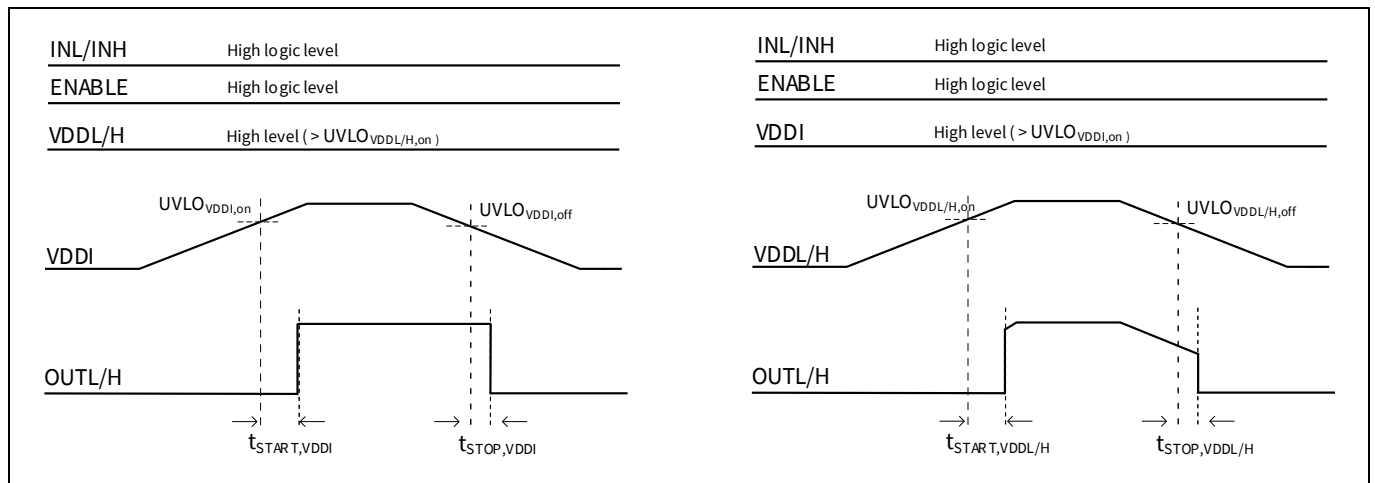 INL/INH High logic level
ENABLE High logic level
VDDL/H High level ( > UVLOVDDL/H,on )
UVLOVDDI,on UVLOVDDI,off
VDDI
OUTL/H
tSTART,VDDI tSTOP,VDDI
INL/INH High logic level
ENABLE High logic level
VDDI High level ( > UVLOVDDI,on )
UVLOVDDL/H,on UVLOVDDL/H,off
VDDL/H
OUTL/H
tSTART,VDDL/H tSTOP,VDDL/H